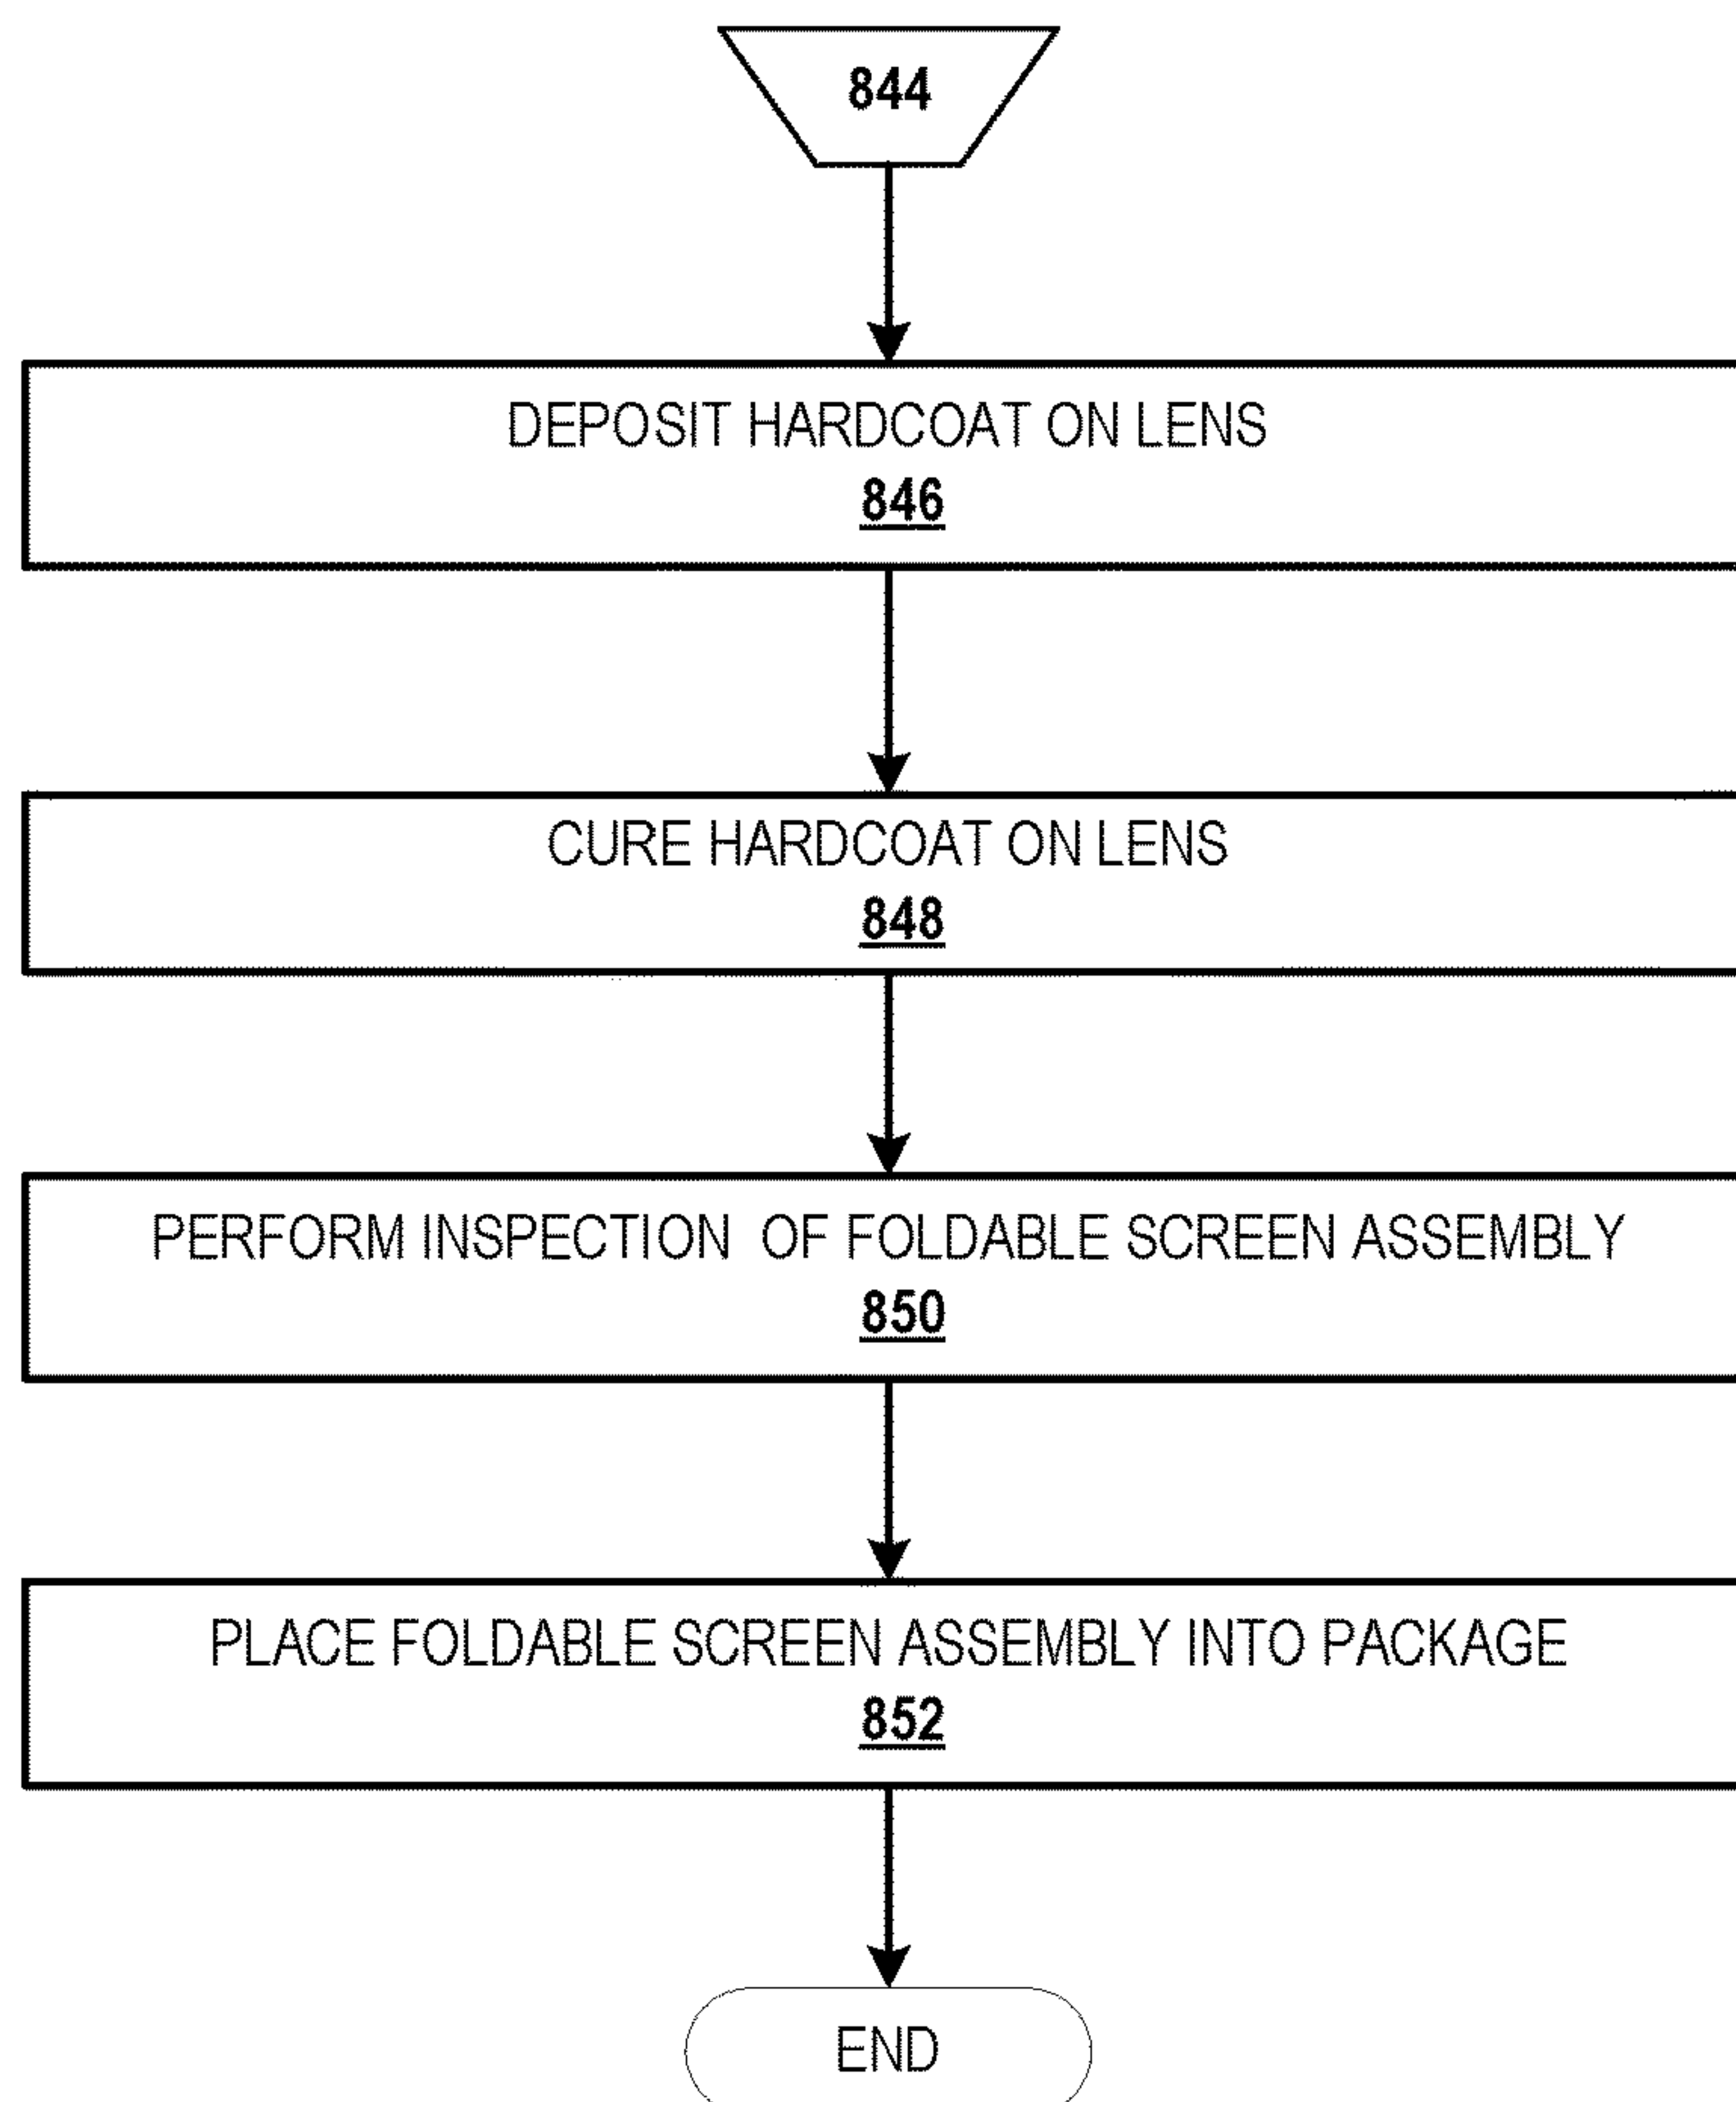 844
DEPOSIT HARDCOAT ON LENS
846
CURE HARDCOAT ON LENS
848
PERFORM INSPECTION OF FOLDABLE SCREEN ASSEMBLY
850
PLACE FOLDABLE SCREEN ASSEMBLY INTO PACKAGE
852
END